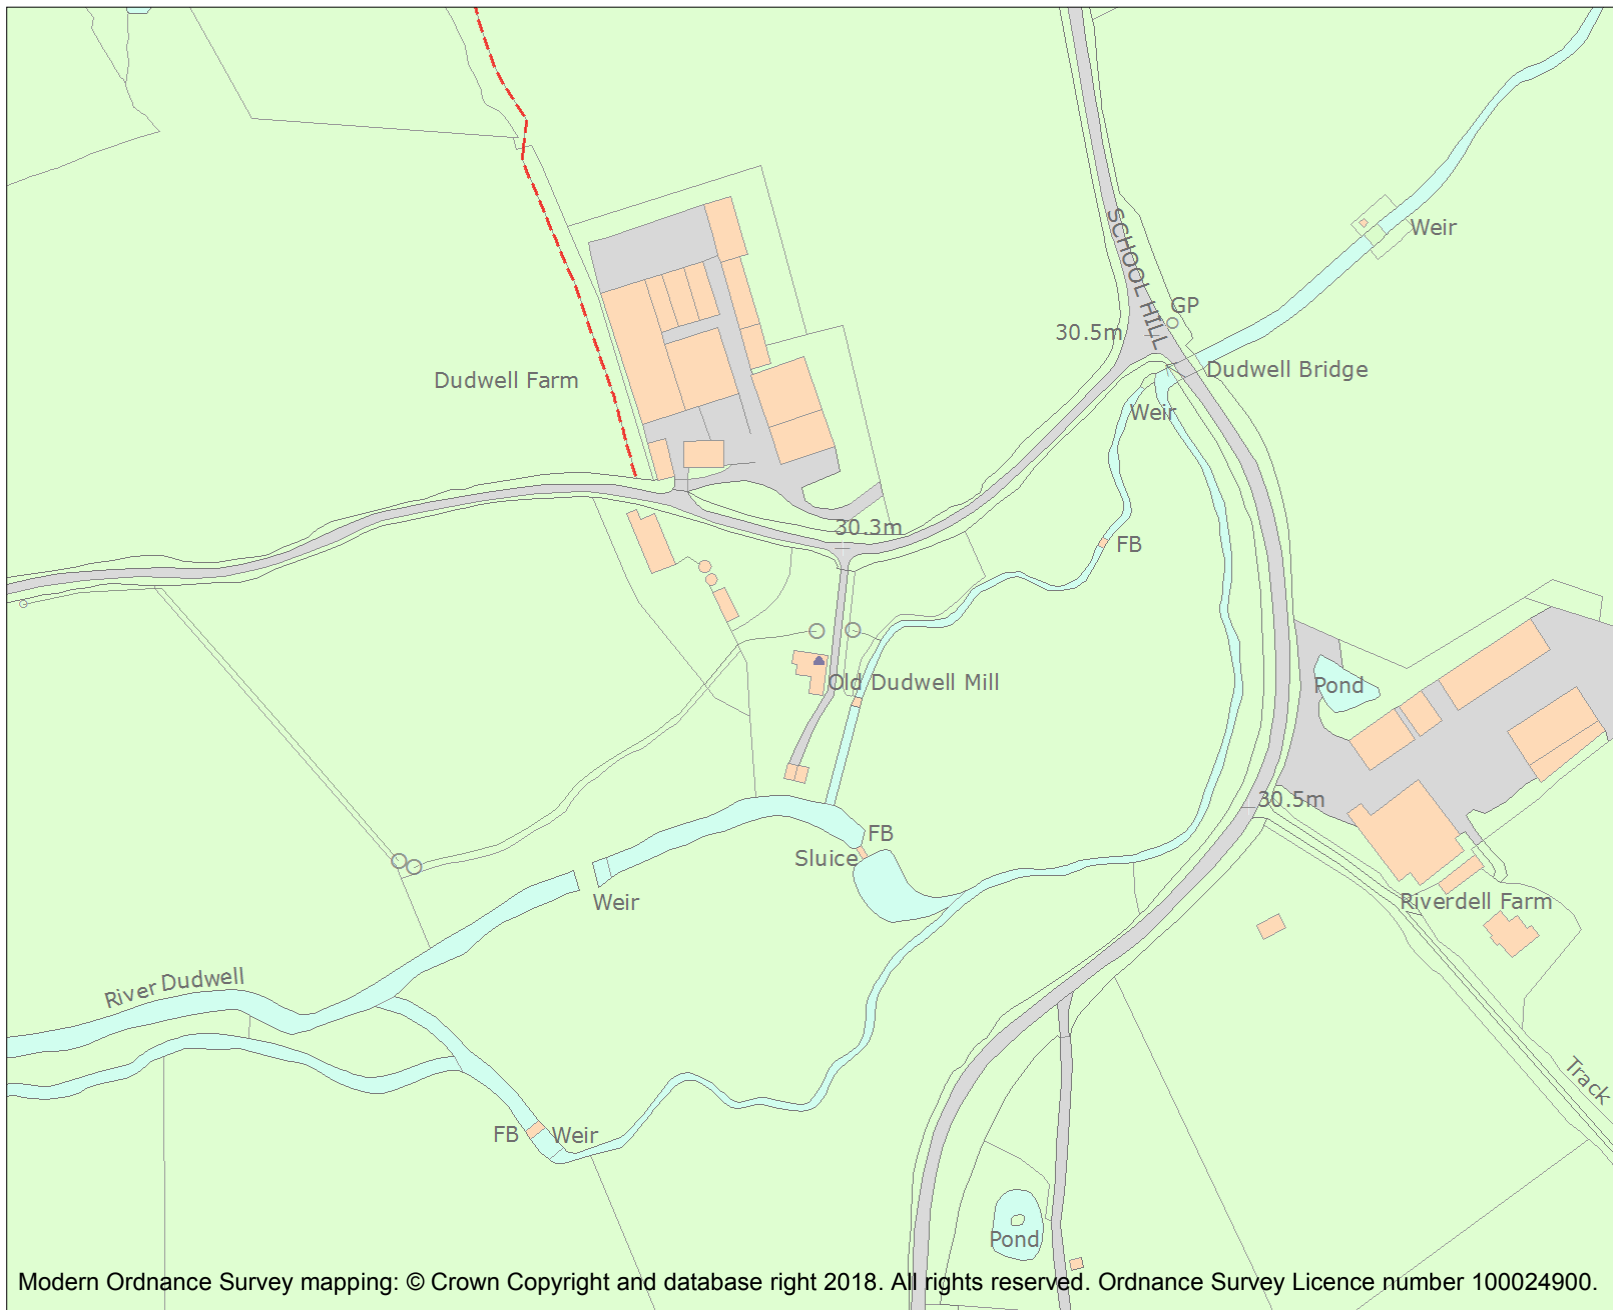 SCHOOL HILL
Weir
GP
30.5m
Dudwell Bridge
Dudwell Farm
Weir
30.3m
FB
Old Dudwell Mill
Pond
30.5m
FB
Sluice
Weir
Riverdell Farm
River Dudwell
Track
FB
Weir
Pond
Modern Ordnance Survey mapping: © Crown Copyright and database right 2018. All rights reserved. Ordnance Survey Licence number 100024900.